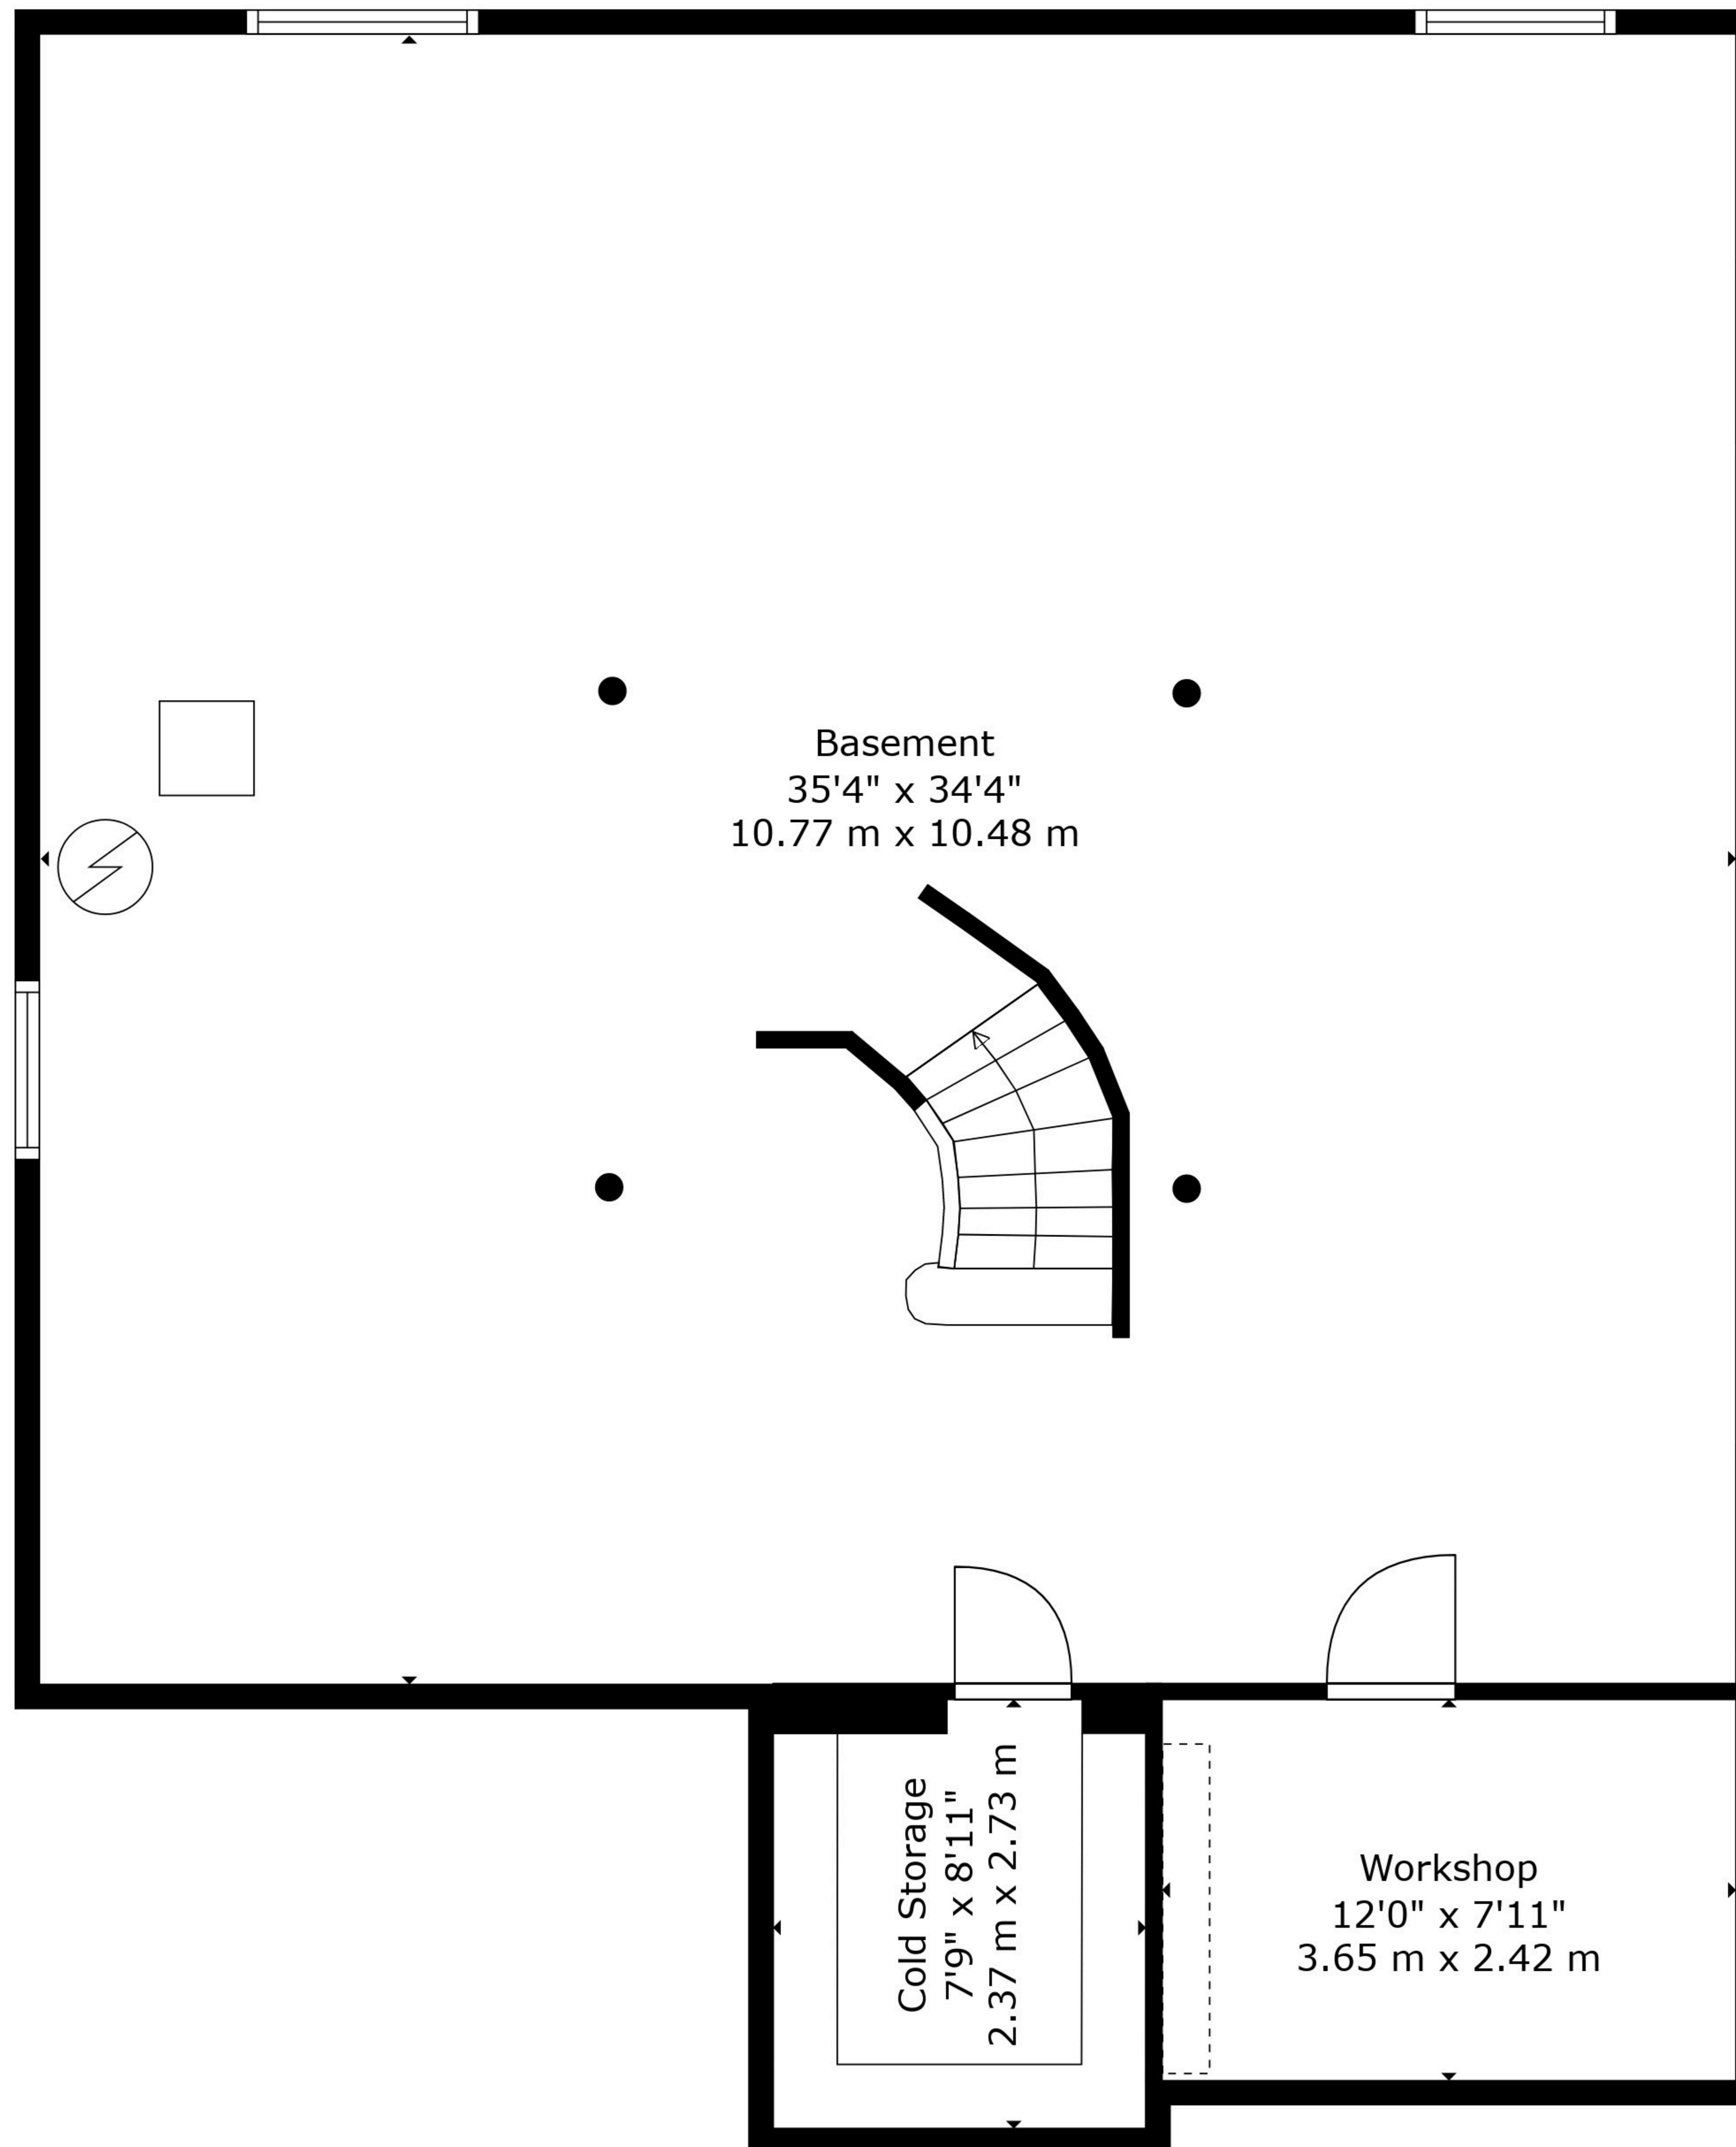 Basement
35'4" x 34'4"
10.77 m x 10.48 m
Cold Storage
7'9" x 8'11"
2.37 m x 2.73 m
Workshop
12'0" x 7'11"
3.65 m x 2.42 m